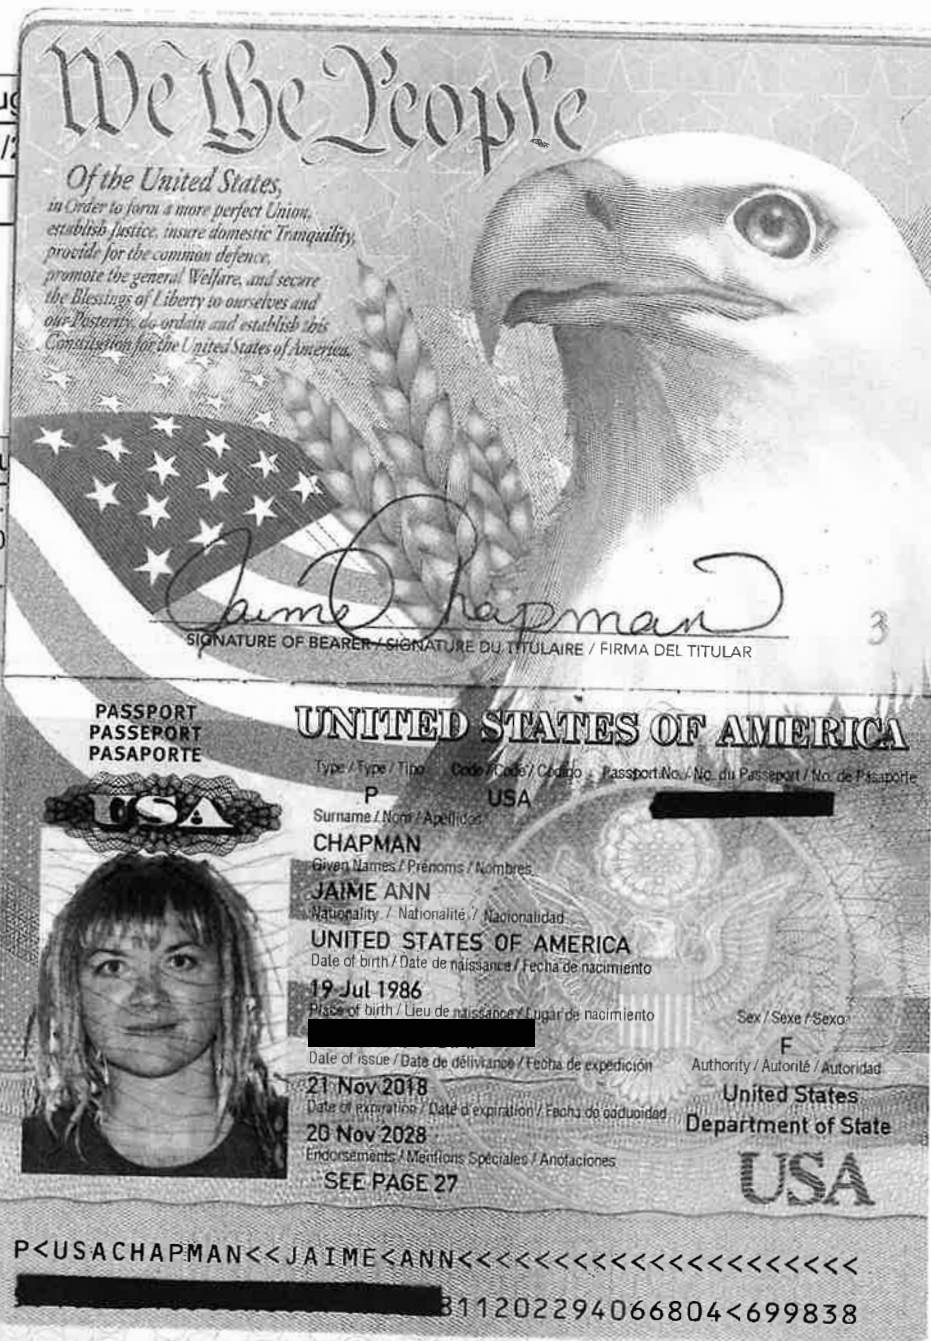 We the People
Of the United States,
in Order to form a more perfect Union,
establish Justice, insure domestic Tranquility,
provide for the common defence,
promote the general Welfare, and secure
the Blessings of Liberty to ourselves and
our Posterity, do ordain and establish this
Constitution for the United States of America.
Jaime Chapman
SIGNATURE OF BEARER / SIGNATURE DU TITULAIRE / FIRMA DEL TITULAR
3
PASSPORT
PASSEPORT
PASAPORTE
USA
UNITED STATES OF AMERICA
Type / Type / Tipo Code / Code / Código Passport No. / No. du Passeport / No. de Pasaporte
P USA
Surname / Nom / Apellidos
CHAPMAN
Given Names / Prénoms / Nombres
JAIME ANN
Nationality / Nationalité / Nacionalidad
UNITED STATES OF AMERICA
Date of birth / Date de naissance / Fecha de nacimiento
19 Jul 1986
Place of birth / Lieu de naissance / Lugar de nacimiento Sex / Sexe / Sexo
F
Date of issue / Date de délivrance / Fecha de expedición Authority / Autorité / Autoridad
21 Nov 2018 United States
Date of expiration / Date d'expiration / Fecha de caducidad Department of State
20 Nov 2028
Endorsements / Mentions Spéciales / Anotaciones
SEE PAGE 27
USA
P<USACHAPMAN<<JAIME<ANN<<<<<<<<<<<<<<<<<<<<<
11202294066804<699838